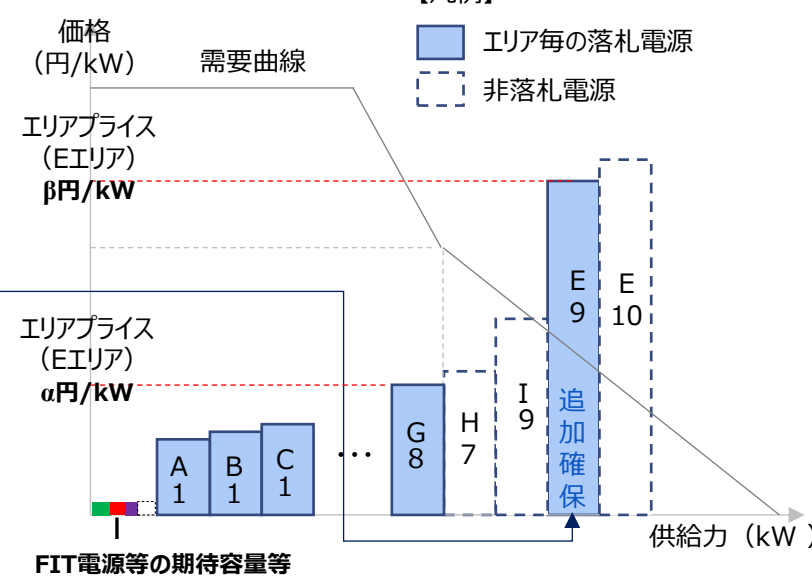 価格
（円/kW）
需要曲線
エリア毎の落札電源
非落札電源
エリアプライス
（Eエリア）
β円/kW
エリアプライス
（Eエリア）
α円/kW
A
1
B
1
C
1
…
G
8
H
7
I
9
E
9
追
加
確
保
E
10
供給力（kW）
FIT電源等の期待容量等